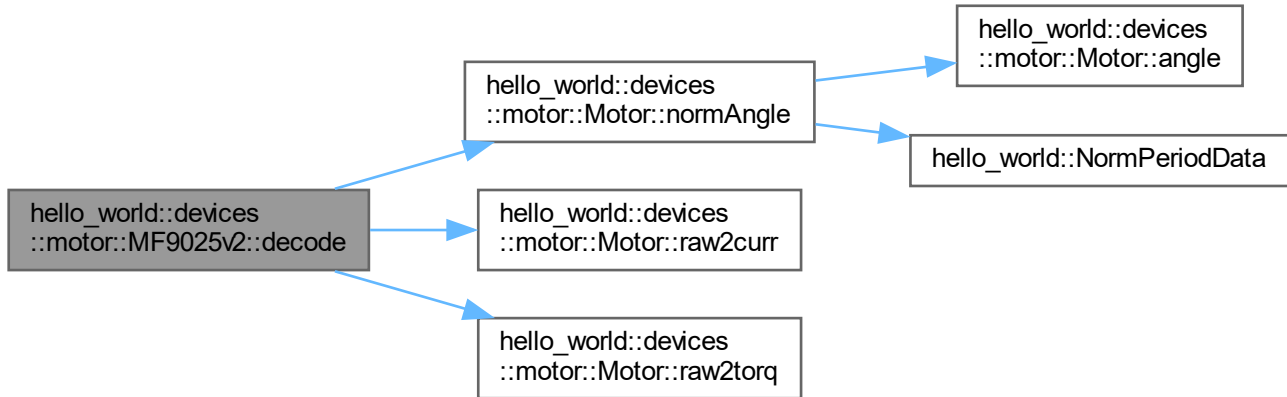 hello_world::devices
::motor::MF9025v2::decode
hello_world::devices
::motor::Motor::normAngle
hello_world::devices
::motor::Motor::raw2curr
hello_world::devices
::motor::Motor::raw2torq
hello_world::devices
::motor::Motor::angle
hello_world::NormPeriodData